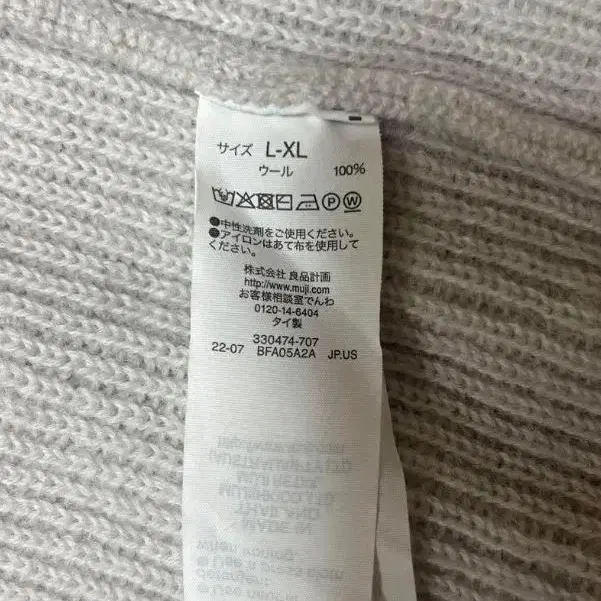 サイズ L-XL
ウール 100%
P W
●中性洗剤をご使用ください。
●アイロンはあて布を使用して
ください。
株式会社 良品計画
http://www.muji.com
お客様相談室でんわ
0120-14-6404
タイ製
330474-707
22-07 BFA05A2A JP.US
MADE IN
THAILAND